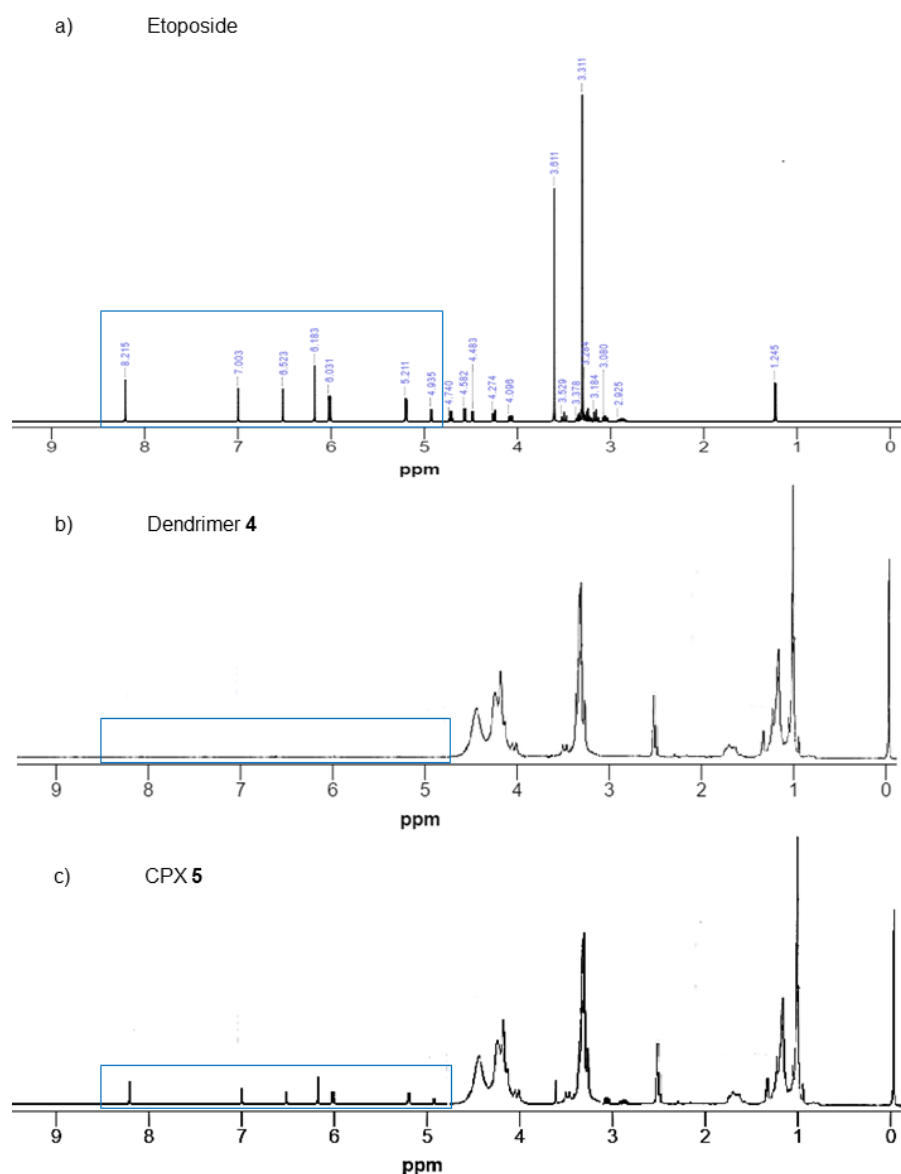 a) Etoposide
8.215 7.003 6.523 6.183 6.031 5.211 4.935 4.740 4.582 4.483 4.274 4.096 3.611 3.529 3.378 3.311 3.284 3.184 3.080 2.925 1.245
9 8 7 6 5 4 3 2 1 0
ppm
b) Dendrimer 4
9 8 7 6 5 4 3 2 1 0
ppm
c) CPX 5
9 8 7 6 5 4 3 2 1 0
ppm